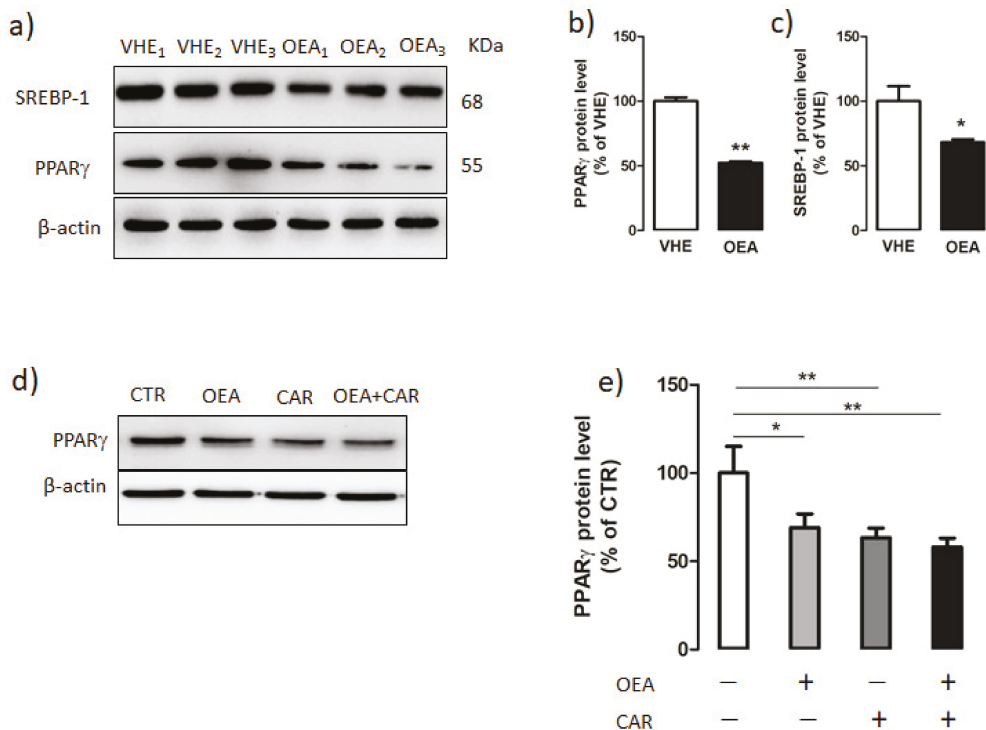 a)
VHE1 VHE2 VHE3 OEA1 OEA2 OEA3 KDa
SREBP-1
68
PPARγ
55
β-actin
b)
PPARγ protein level
(% of VHE)
150
100
50
0
**
VHE OEA
c)
SREBP-1 protein level
(% of VHE)
150
100
50
0
*
VHE OEA
d)
CTR OEA CAR OEA+CAR
PPARγ
β-actin
e)
PPARγ protein level
(% of CTR)
150
100
50
0
**
**
*
OEA − + − +
CAR − − + +